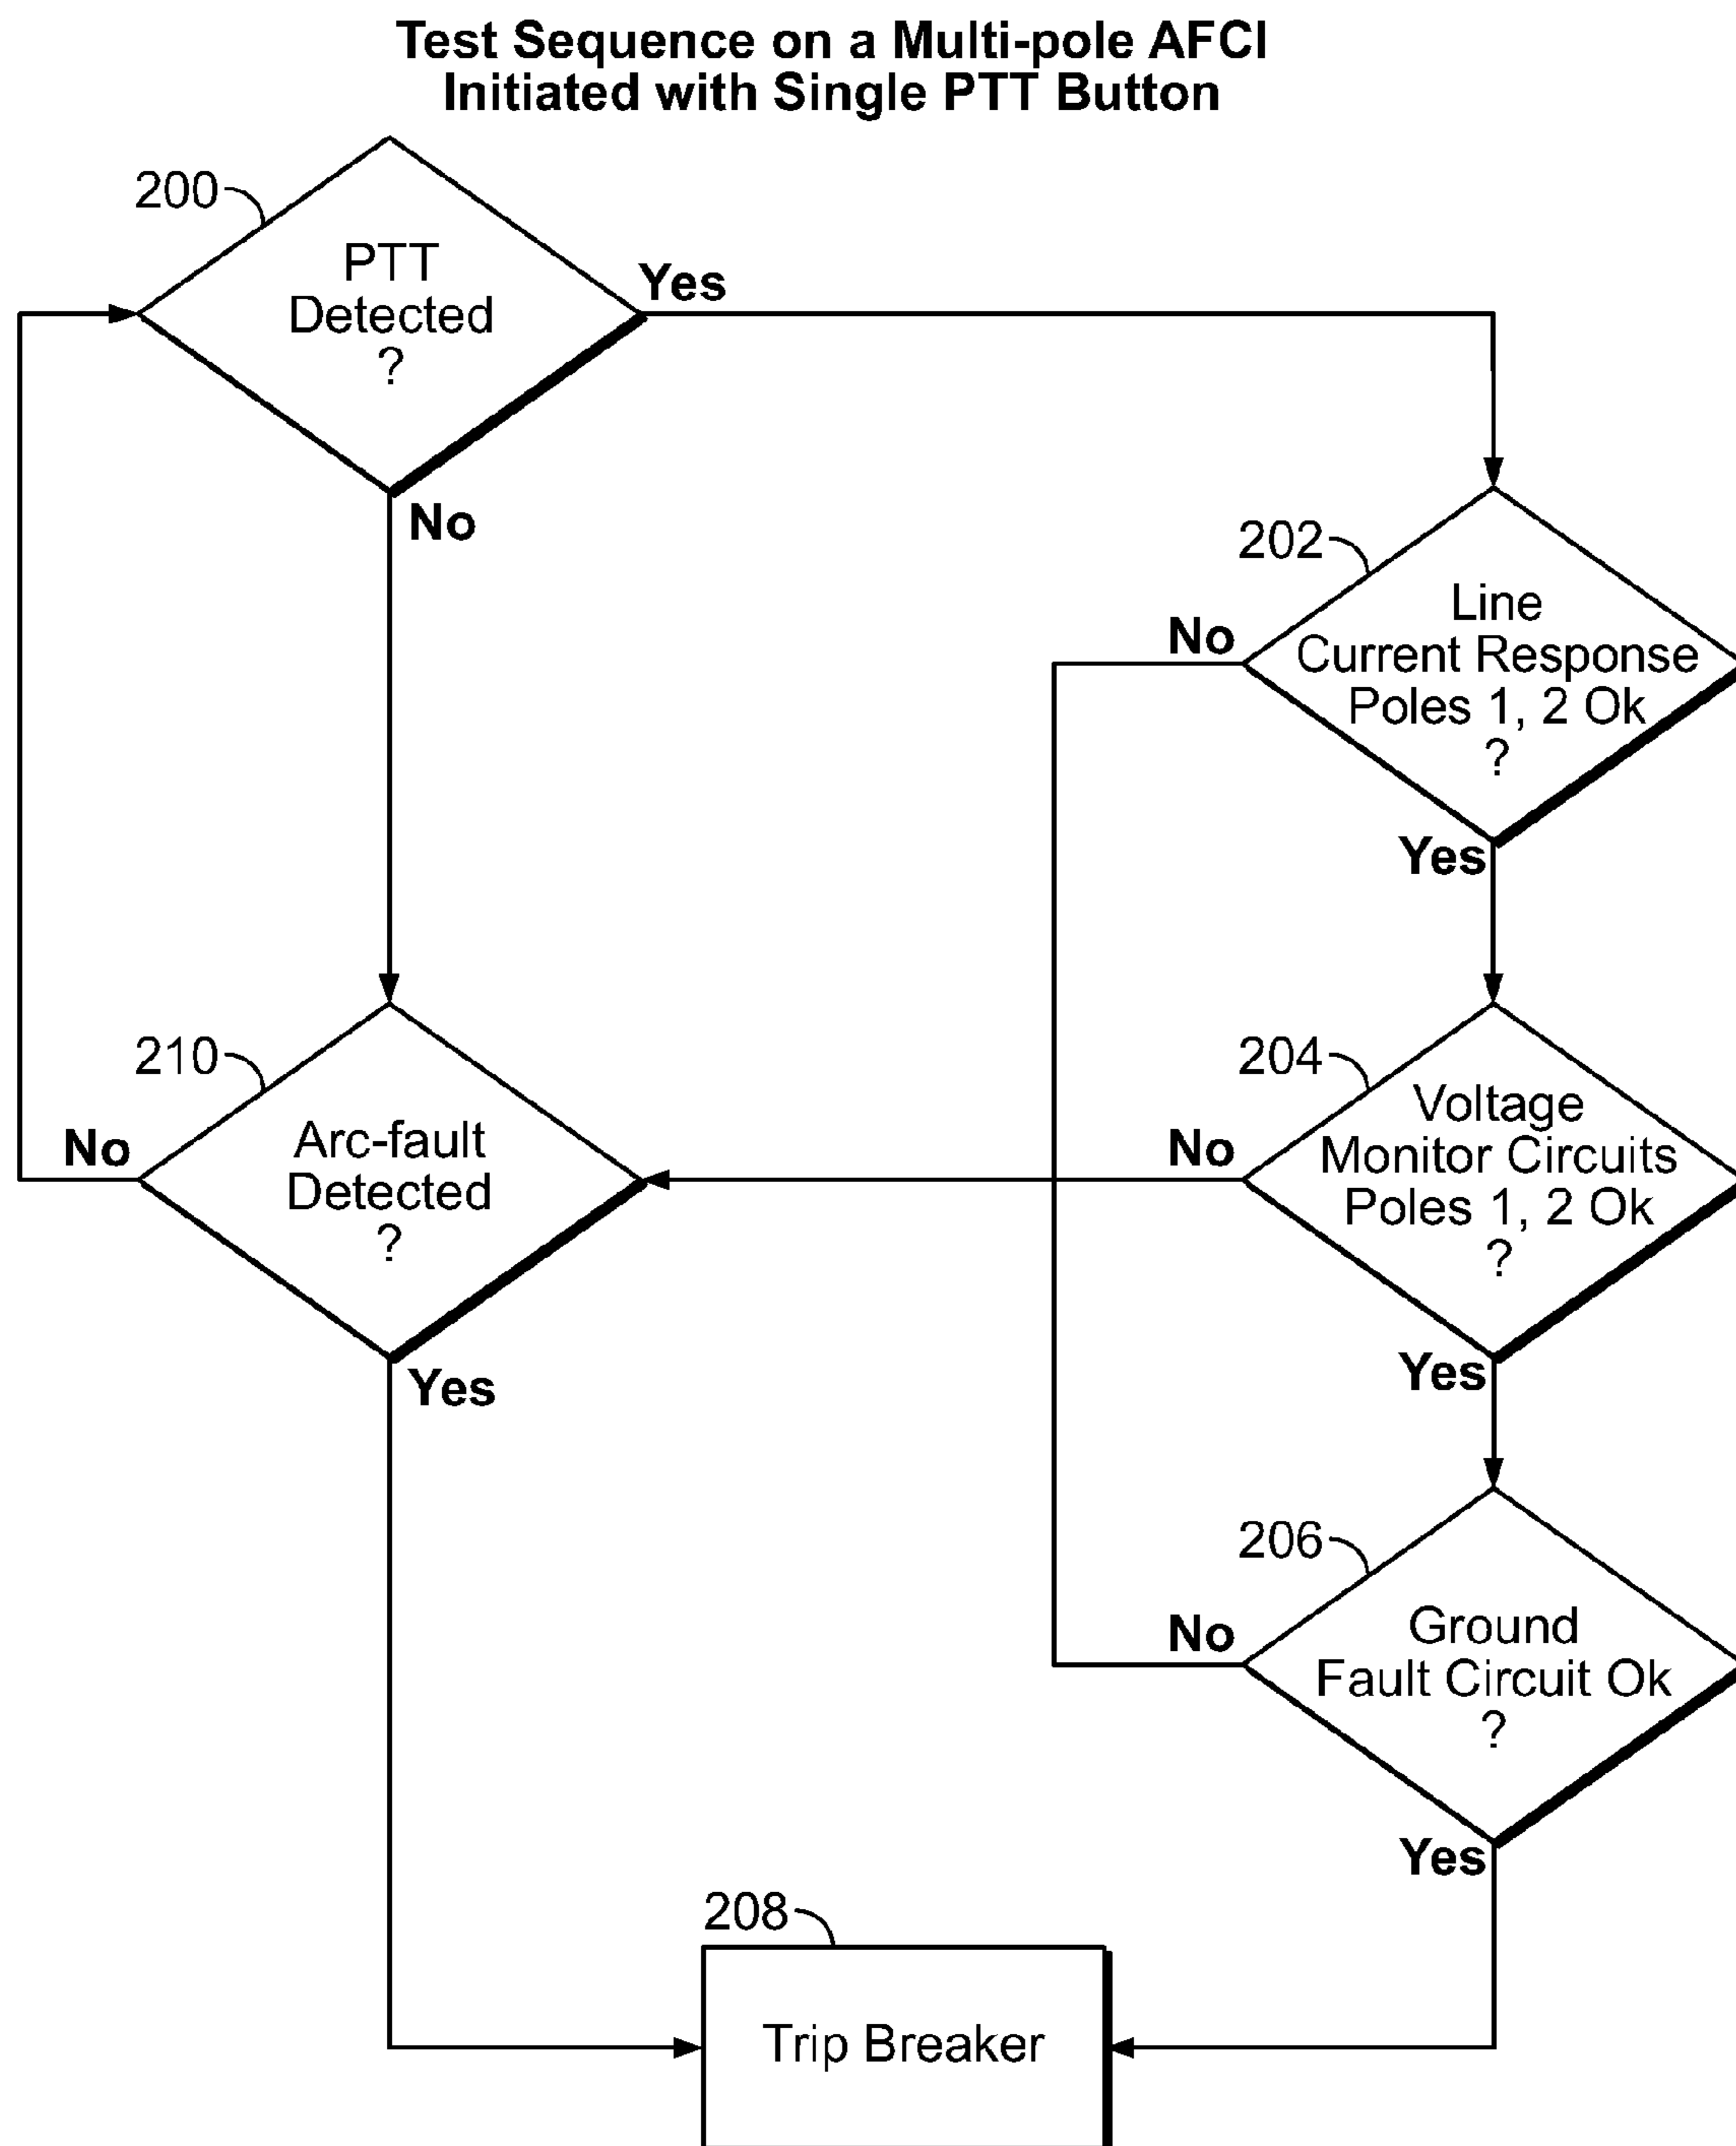 Test Sequence on a Multi-pole AFCI
Initiated with Single PTT Button
200
PTT
Detected
?
Yes
No
202
Line
Current Response
Poles 1, 2 Ok
?
No
Yes
210
Arc-fault
Detected
?
No
Yes
204
Voltage
Monitor Circuits
Poles 1, 2 Ok
?
No
Yes
206
Ground
Fault Circuit Ok
?
No
Yes
208
Trip Breaker